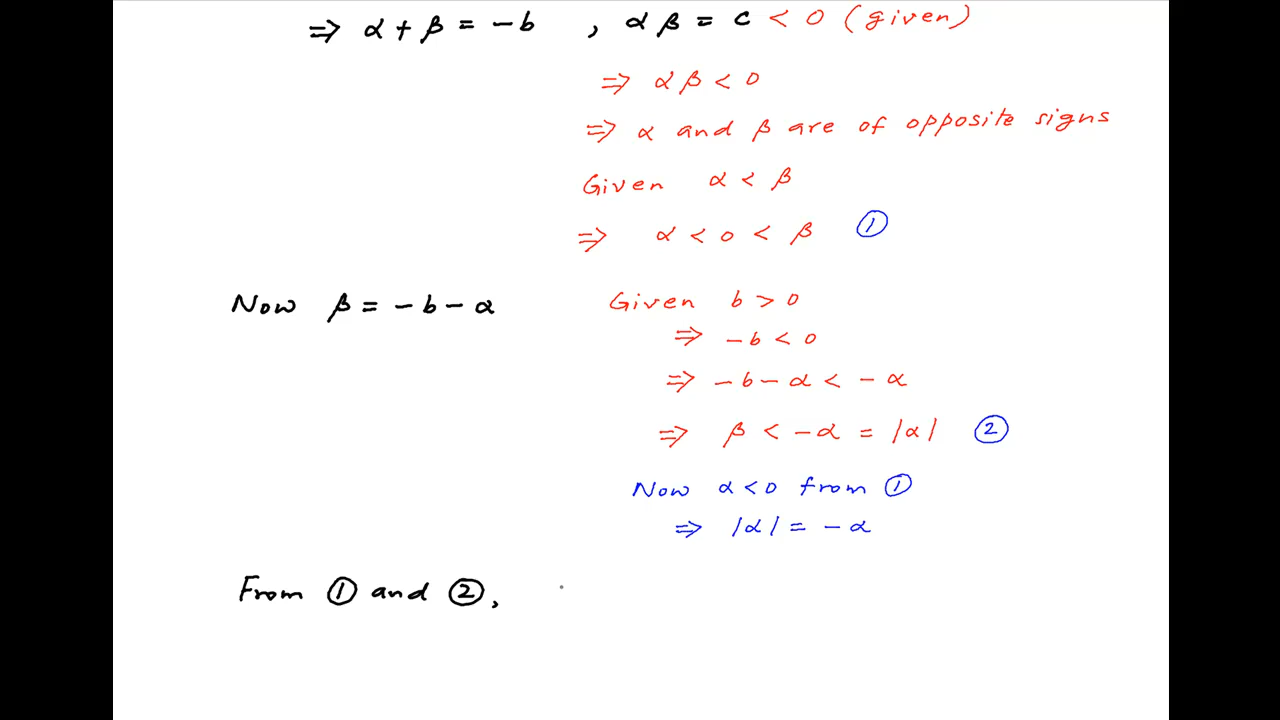 ⇒ α + β = −b , αβ = c < 0 (given)
⇒ αβ < 0
⇒ α and β are of opposite signs
Given α < β
⇒ α < 0 < β ①
Now β = −b − α Given b > 0
⇒ −b < 0
⇒ −b − α < −α
⇒ β < −α = |α| ②
Now α < 0 from ①
⇒ |α| = −α
From ① and ②,